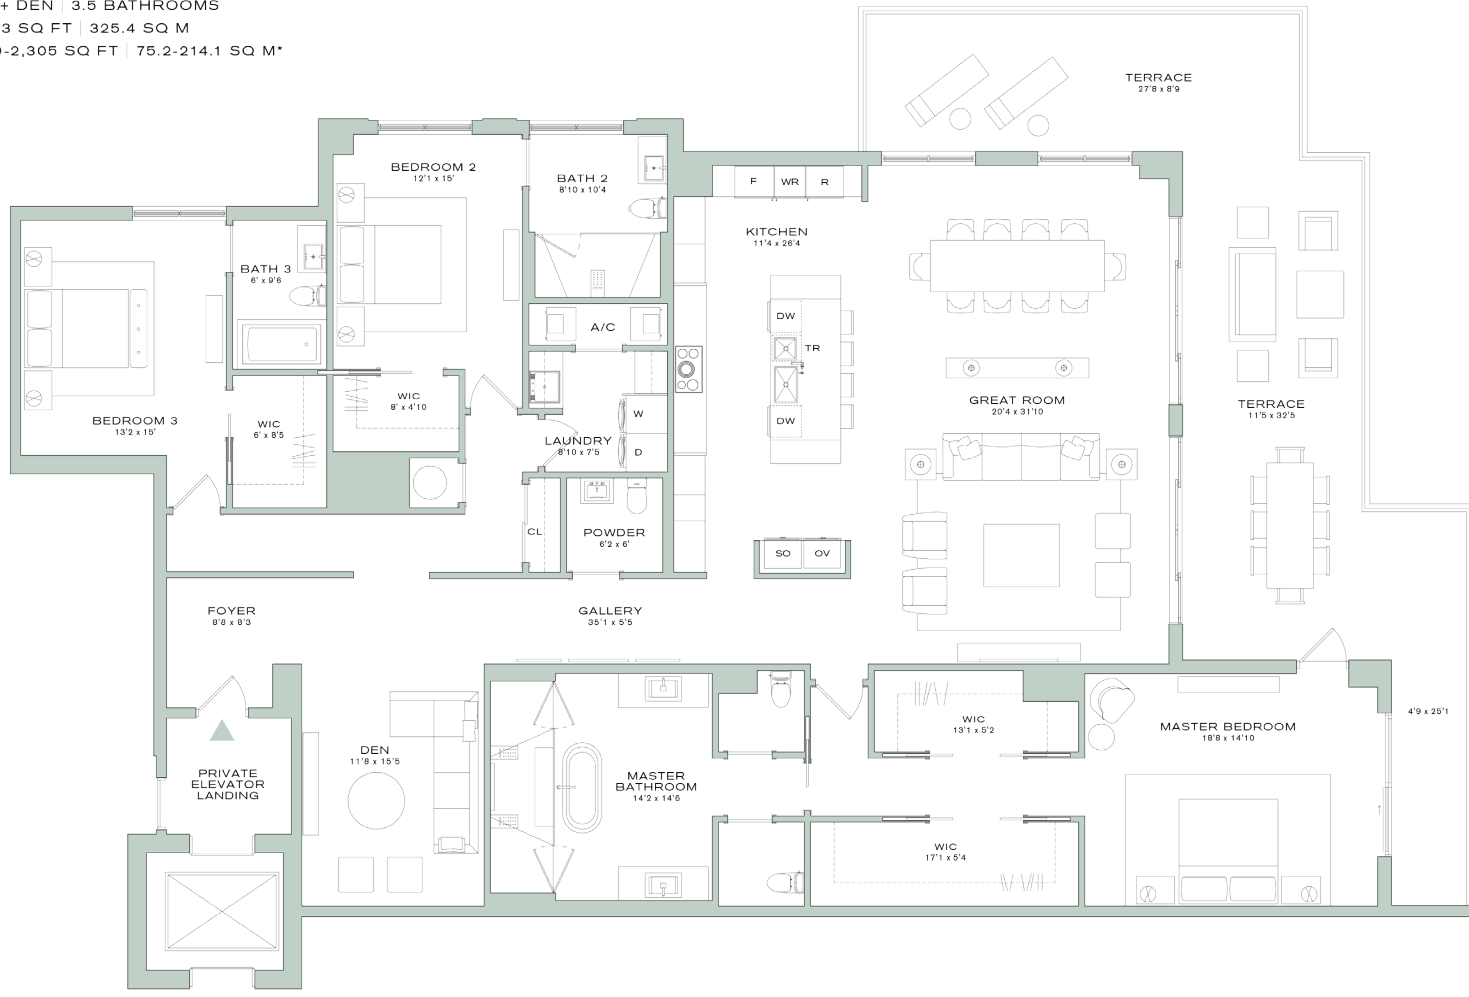 + DEN | 3.5 BATHROOMS
3 SQ FT | 325.4 SQ M
-2,305 SQ FT | 75.2-214.1 SQ M*
TERRACE
27'8 x 8'9
BEDROOM 2
12'1 x 15'
BATH 2
8'10 x 10'4
F
WR
R
KITCHEN
11'4 x 26'4
BATH 3
6' x 9'6
A/C
DW
TR
DW
GREAT ROOM
20'4 x 31'10
TERRACE
11'5 x 32'5
BEDROOM 3
13'2 x 15'
WIC
8' x 4'10
WIC
6' x 8'5
W
LAUNDRY
8'10 x 7'5
D
CL
POWDER
6'2 x 6'
SO
OV
FOYER
8'8 x 8'3
GALLERY
35'1 x 5'5
DEN
11'8 x 15'5
PRIVATE
ELEVATOR
LANDING
MASTER
BATHROOM
14'2 x 14'6
WIC
13'1 x 5'2
MASTER BEDROOM
18'8 x 14'10
4'9 x 25'1
WIC
17'1 x 5'4